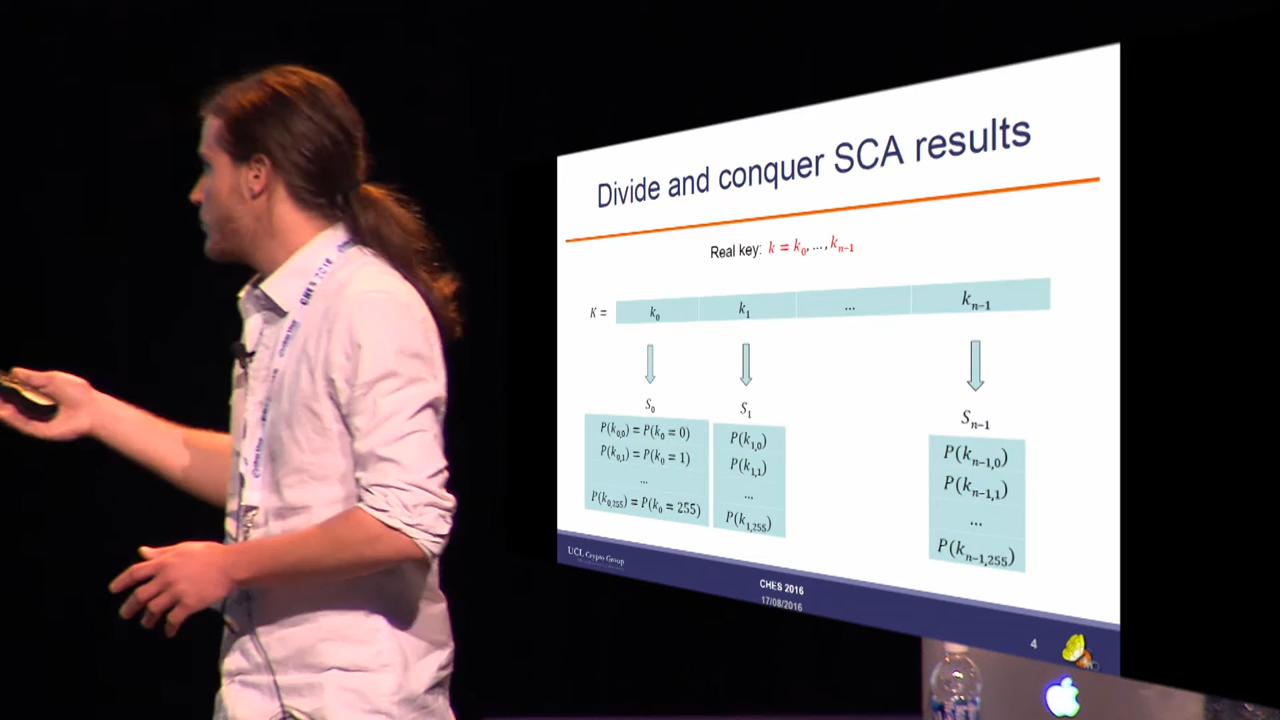 Divide and conquer SCA results
Real key: k = k₀, …, kₙ₋₁
K = k₀ k₁ … kₙ₋₁
S₀ S₁ Sₙ₋₁
P(k₀,₀) = P(k₀ = 0) P(k₁,₀) P(kₙ₋₁,₀)
P(k₀,₁) = P(k₀ = 1) P(k₁,₁) P(kₙ₋₁,₁)
… … …
P(k₀,₂₅₅) = P(k₀ = 255) P(k₁,₂₅₅) P(kₙ₋₁,₂₅₅)
UCL Crypto Group
CHES 2016
17/08/2016
4
CHES 2016